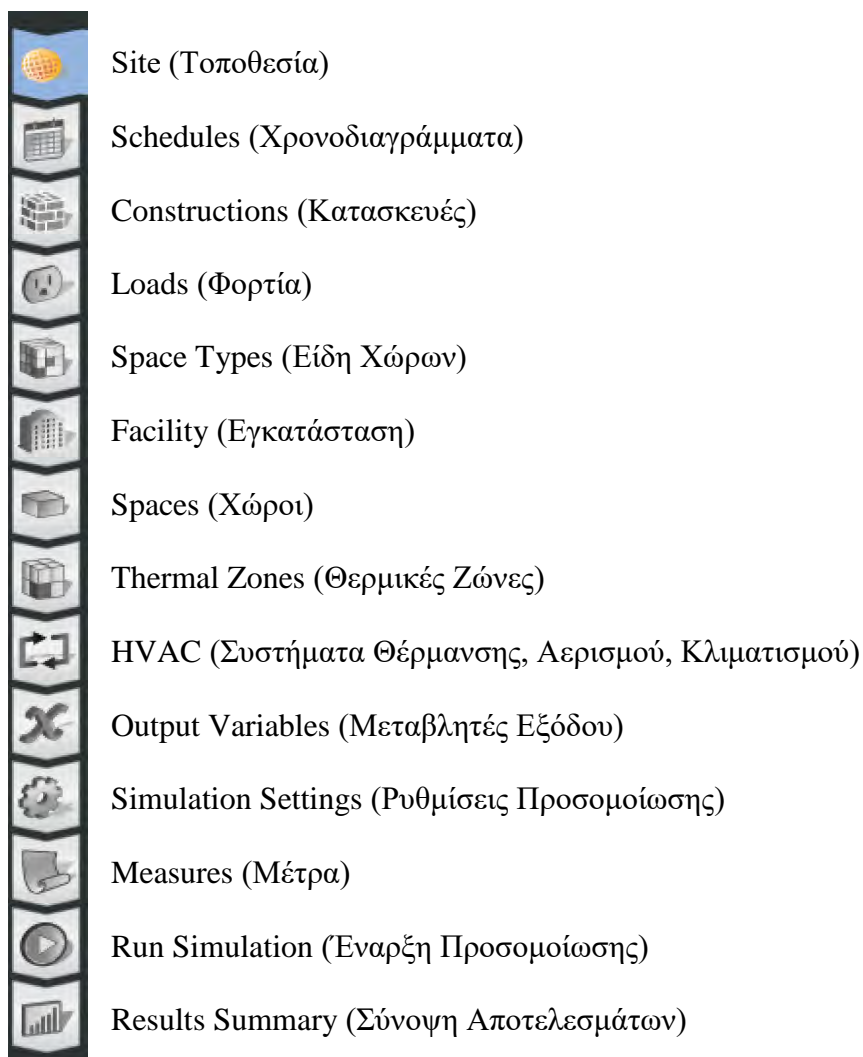 Site (Τοποθεσία)
Schedules (Χρονοδιαγράμματα)
Constructions (Κατασκευές)
Loads (Φορτία)
Space Types (Είδη Χώρων)
Facility (Εγκατάσταση)
Spaces (Χώροι)
Thermal Zones (Θερμικές Ζώνες)
HVAC (Συστήματα Θέρμανσης, Αερισμού, Κλιματισμού)
Output Variables (Μεταβλητές Εξόδου)
Simulation Settings (Ρυθμίσεις Προσομοίωσης)
Measures (Μέτρα)
Run Simulation (Έναρξη Προσομοίωσης)
Results Summary (Σύνοψη Αποτελεσμάτων)